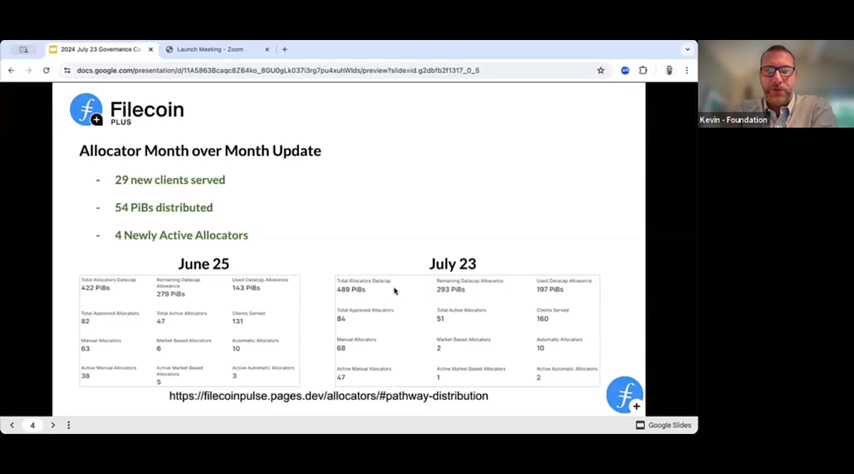 2024 July 23 Governance Ca
Launch Meeting - Zoom
docs.google.com/presentation/d/11A5863Bcaqc8Z64ko_8GU0gLk037i3rg7pu4xuhWids/preview?slide=id.g2dbfb2f1317_0_5
Kevin - Foundation
Filecoin
PLUS
Allocator Month over Month Update
- 29 new clients served
- 54 PiBs distributed
- 4 Newly Active Allocators
June 25
Total Allocators Datacap
Remaining Datacap Allowance
Used Datacap Allowance
422 PiBs
279 PiBs
143 PiBs
Total Approved Allocators
Total Active Allocators
Clients Served
82
47
131
Manual Allocators
Market Based Allocators
Automatic Allocators
63
6
10
Active Manual Allocators
Active Market Based Allocators
Active Automatic Allocators
38
5
3
July 23
Total Allocators Datacap
Remaining Datacap Allowance
Used Datacap Allowance
489 PiBs
293 PiBs
197 PiBs
Total Approved Allocators
Total Active Allocators
Clients Served
84
51
160
Manual Allocators
Market Based Allocators
Automatic Allocators
68
2
10
Active Manual Allocators
Active Market Based Allocators
Active Automatic Allocators
47
1
2
https://filecoinpulse.pages.dev/allocators/#pathway-distribution
4
Google Slides